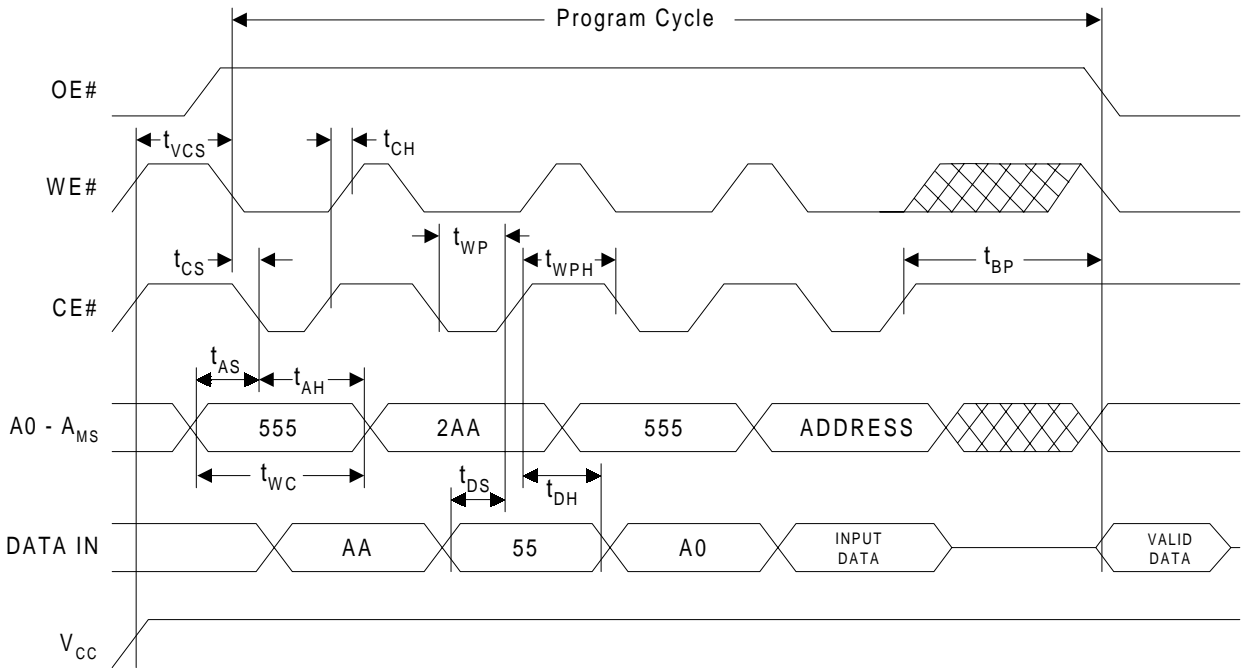 Program Cycle
OE#
tVCS
tCH
WE#
tCS
tWP
tWPH
tBP
CE#
tAS
tAH
A0 - AMS
555
2AA
555
ADDRESS
tWC
tDS
tDH
DATA IN
AA
55
A0
INPUT
DATA
VALID
DATA
VCC